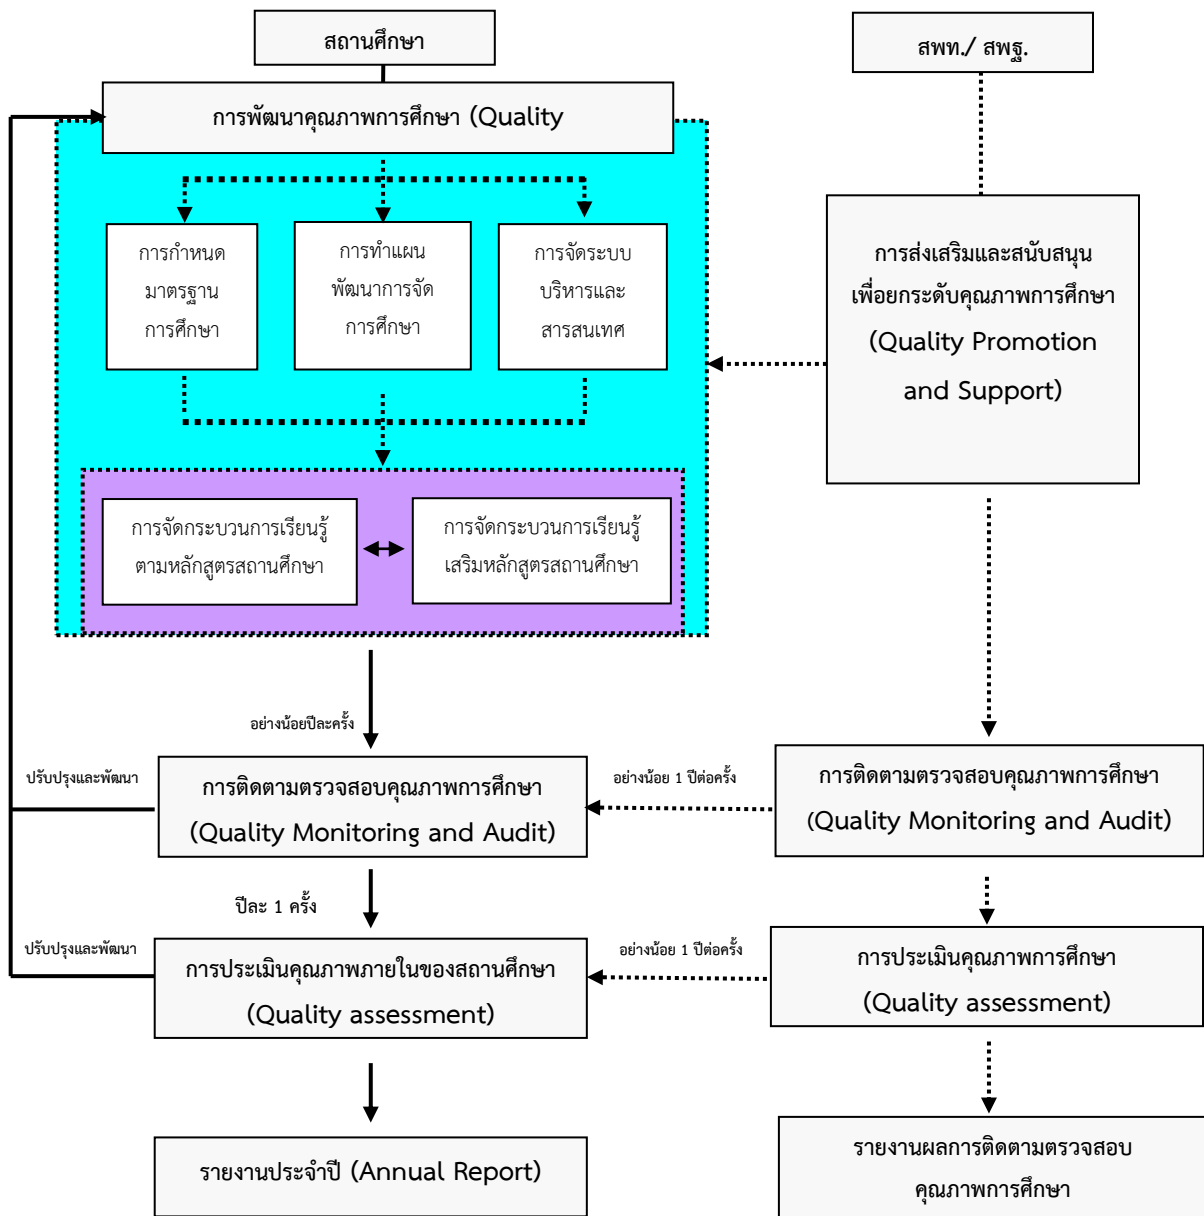 สถานศึกษา
สพท./ สพฐ.
การพัฒนาคุณภาพการศึกษา (Quality
การกำหนด
มาตรฐาน
การศึกษา
การทำแผน
พัฒนาการจัด
การศึกษา
การจัดระบบ
บริหารและ
สารสนเทศ
การส่งเสริมและสนับสนุน
เพื่อยกระดับคุณภาพการศึกษา
(Quality Promotion
and Support)
การจัดกระบวนการเรียนรู้
ตามหลักสูตรสถานศึกษา
การจัดกระบวนการเรียนรู้
เสริมหลักสูตรสถานศึกษา
อย่างน้อยปีละครั้ง
ปรับปรุงและพัฒนา
การติดตามตรวจสอบคุณภาพการศึกษา
(Quality Monitoring and Audit)
อย่างน้อย 1 ปีต่อครั้ง
การติดตามตรวจสอบคุณภาพการศึกษา
(Quality Monitoring and Audit)
ปีละ 1 ครั้ง
ปรับปรุงและพัฒนา
การประเมินคุณภาพภายในของสถานศึกษา
(Quality assessment)
อย่างน้อย 1 ปีต่อครั้ง
การประเมินคุณภาพการศึกษา
(Quality assessment)
รายงานประจำปี (Annual Report)
รายงานผลการติดตามตรวจสอบ
คุณภาพการศึกษา